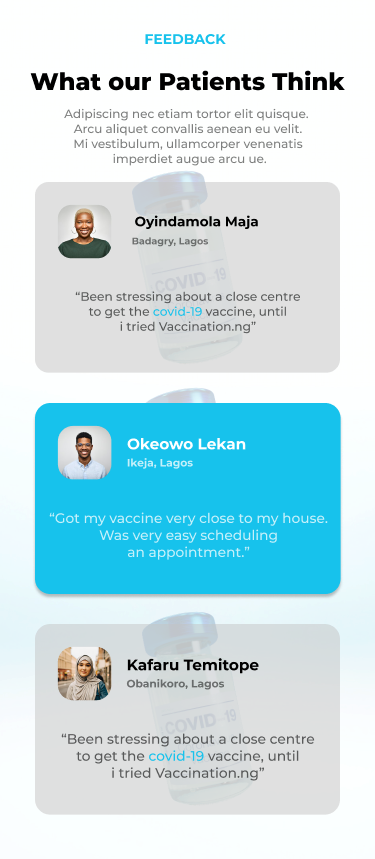 FEEDBACK
What our Patients Think
Adipiscing nec etiam tortor elit quisque.
Arcu aliquet convallis aenean eu velit.
Mi vestibulum, ullamcorper venenatis
imperdiet augue arcu ue.
Oyindamola Maja
Badagry, Lagos
COVID 19
“Been stressing about a close centre
to get the covid-19 vaccine, until
i tried Vaccination.ng”
Okeowo Lekan
Ikeja, Lagos
“Got my vaccine very close to my house.
Was very easy scheduling
an appointment.”
Kafaru Temitope
Obanikoro, Lagos
COVID 19
“Been stressing about a close centre
to get the covid-19 vaccine, until
i tried Vaccination.ng”